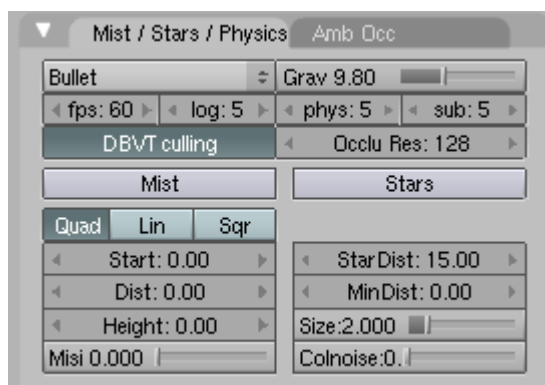 Mist / Stars / Physics Amb Occ
Bullet Grav 9.80
fps: 60 log: 5 phys: 5 sub: 5
DBVT culling Occlu Res: 128
Mist Stars
Quad Lin Sqr
Start: 0.00 StarDist: 15.00
Dist: 0.00 MinDist: 0.00
Height: 0.00 Size:2.000
Misi 0.000 Colnoise:0.